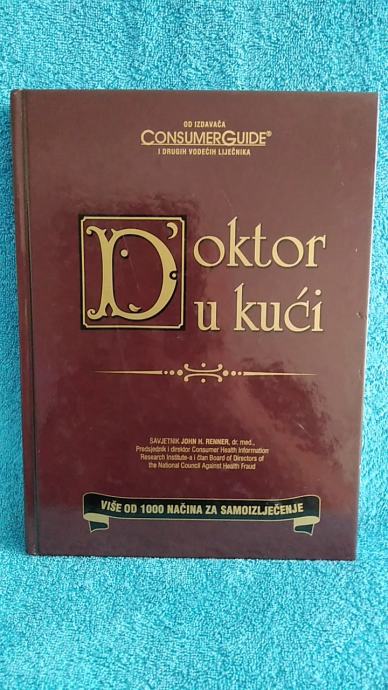 OD IZDAVAČA
CONSUMERGUIDE®
I DRUGIH VODEĆIH LIJEČNIKA
Doktor
u kući
SAVJETNIK JOHN H. RENNER, dr. med.,
Predsjednik i direktor Consumer Health Information
Research Institute-a i član Board of Directors of
the National Council Against Health Fraud
VIŠE OD 1000 NAČINA ZA SAMOIZLJEČENJE